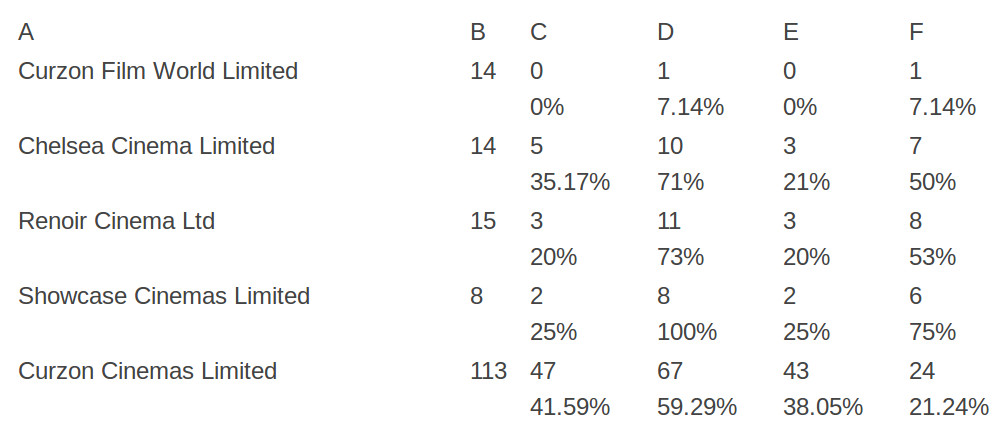 A B C D E F
Curzon Film World Limited 14 0 1 0 1
0% 7.14% 0% 7.14%
Chelsea Cinema Limited 14 5 10 3 7
35.17% 71% 21% 50%
Renoir Cinema Ltd 15 3 11 3 8
20% 73% 20% 53%
Showcase Cinemas Limited 8 2 8 2 6
25% 100% 25% 75%
Curzon Cinemas Limited 113 47 67 43 24
41.59% 59.29% 38.05% 21.24%